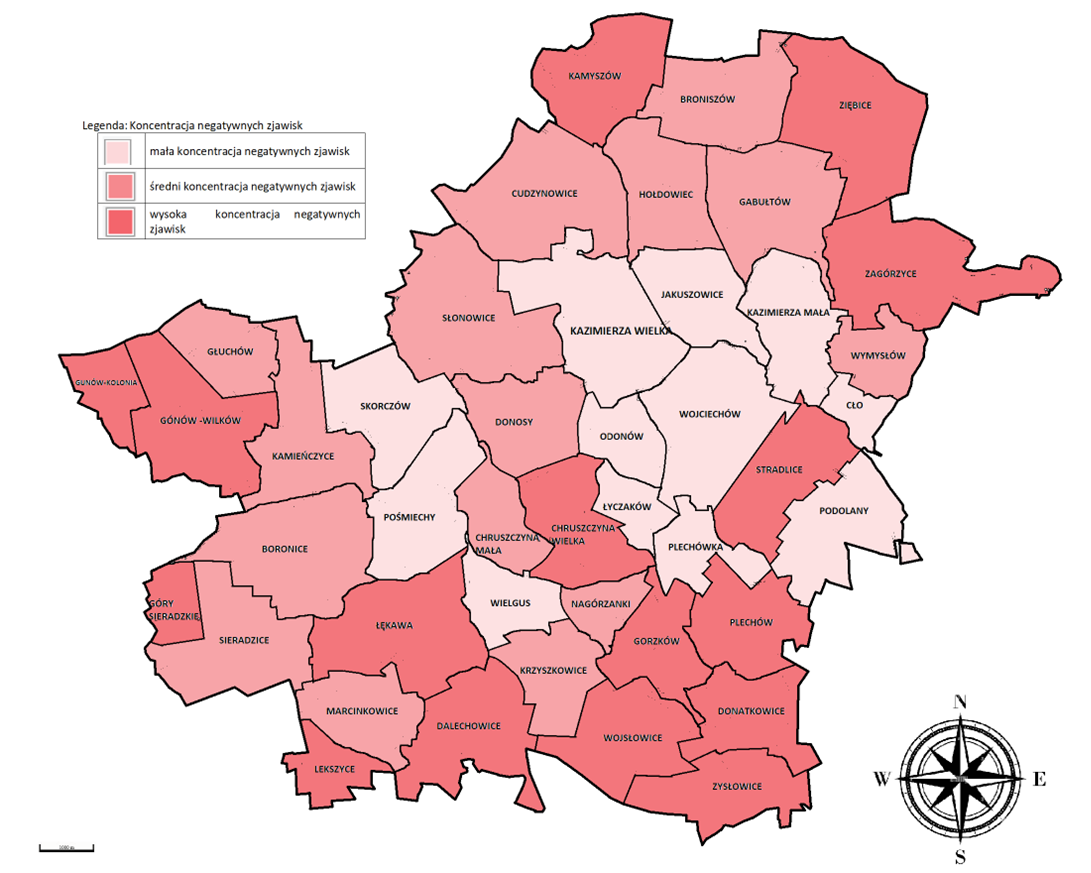 KAMYSZÓW
BRONISZÓW
ZIĘBICE
Legenda: Koncentracja negatywnych zjawisk
mała koncentracja negatywnych zjawisk
średni koncentracja negatywnych zjawisk
wysoka koncentracja negatywnych
zjawisk
CUDZYNOWICE
HOŁDOWIEC
GABUŁTÓW
ZAGÓRZYCE
JAKUSZOWICE
KAZIMIERZA MAŁA
SŁONOWICE
KAZIMIERZA WIELKA
GŁUCHÓW
WYMYSŁÓW
GUNÓW-KOLONIA
SKORCZÓW
CŁO
GÓNÓW -WILKÓW
DONOSY
WOJCIECHÓW
ODONÓW
KAMIEŃCZYCE
STRADLICE
POŚMIECHY
ŁYCZAKÓW
PODOLANY
CHRUSZCZYNA
WIELKA
CHRUSZCZYNA
MAŁA
BORONICE
PLECHÓWKA
GÓRY
SIERADZKIE
WIELGUS
NAGÓRZANKI
ŁĘKAWA
PLECHÓW
SIERADZICE
GORZKÓW
KRZYSZKOWICE
MARCINKOWICE
DONATKOWICE
DALECHOWICE
WOJSŁOWICE
LEKSZYCE
ZYSŁOWICE
N
W
E
S